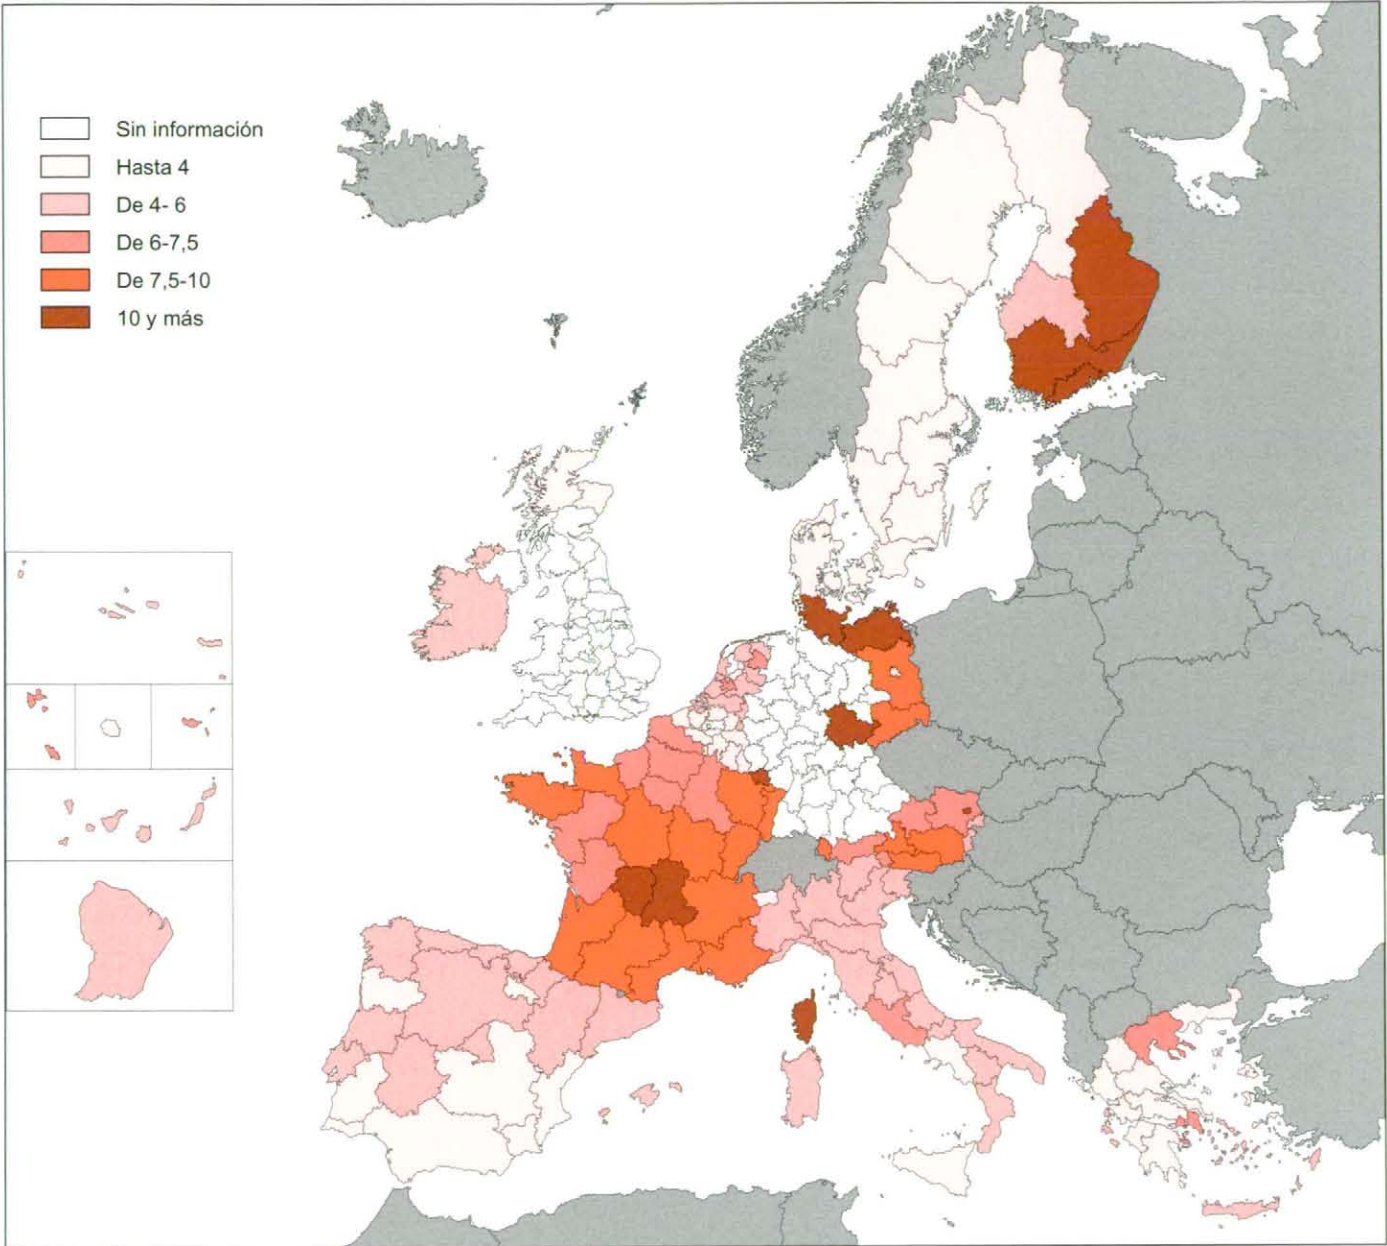 Sin información
Hasta 4
De 4- 6
De 6-7,5
De 7,5-10
10 y más